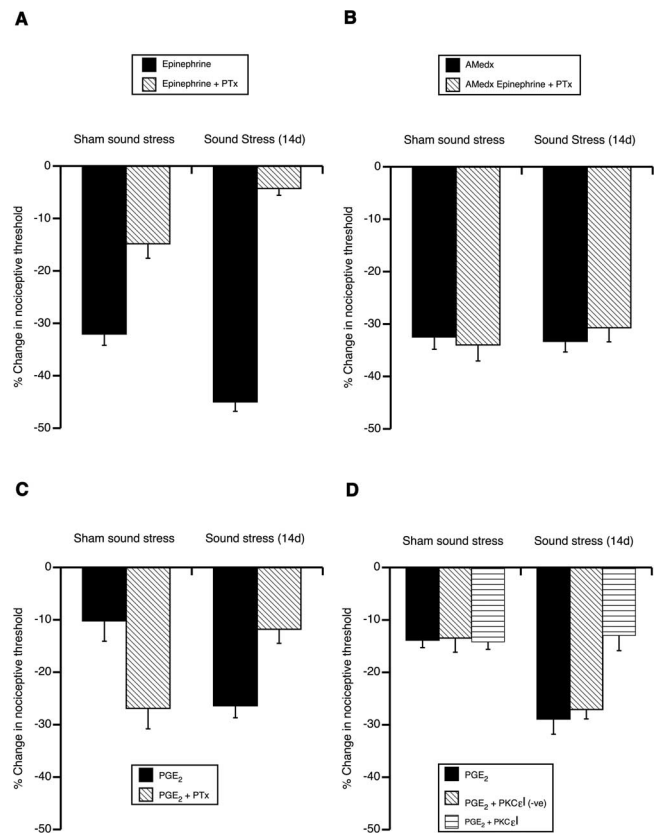 A
Epinephrine
Epinephrine + PTx
Sham sound stress
Sound Stress (14d)
0
-10
-20
-30
-40
-50
% Change in nociceptive threshold
B
AMedx
AMedx Epinephrine + PTx
Sham sound stress
Sound Stress (14d)
0
-10
-20
-30
-40
-50
% Change in nociceptive threshold
C
Sham sound stress
Sound stress (14d)
0
-10
-20
-30
-40
-50
% Change in nociceptive threshold
PGE₂
PGE₂ + PTx
D
Sham sound stress
Sound stress (14d)
0
-10
-20
-30
-40
-50
% Change in nociceptive threshold
PGE₂
PGE₂ + PKCεI (-ve)
PGE₂ + PKCεI